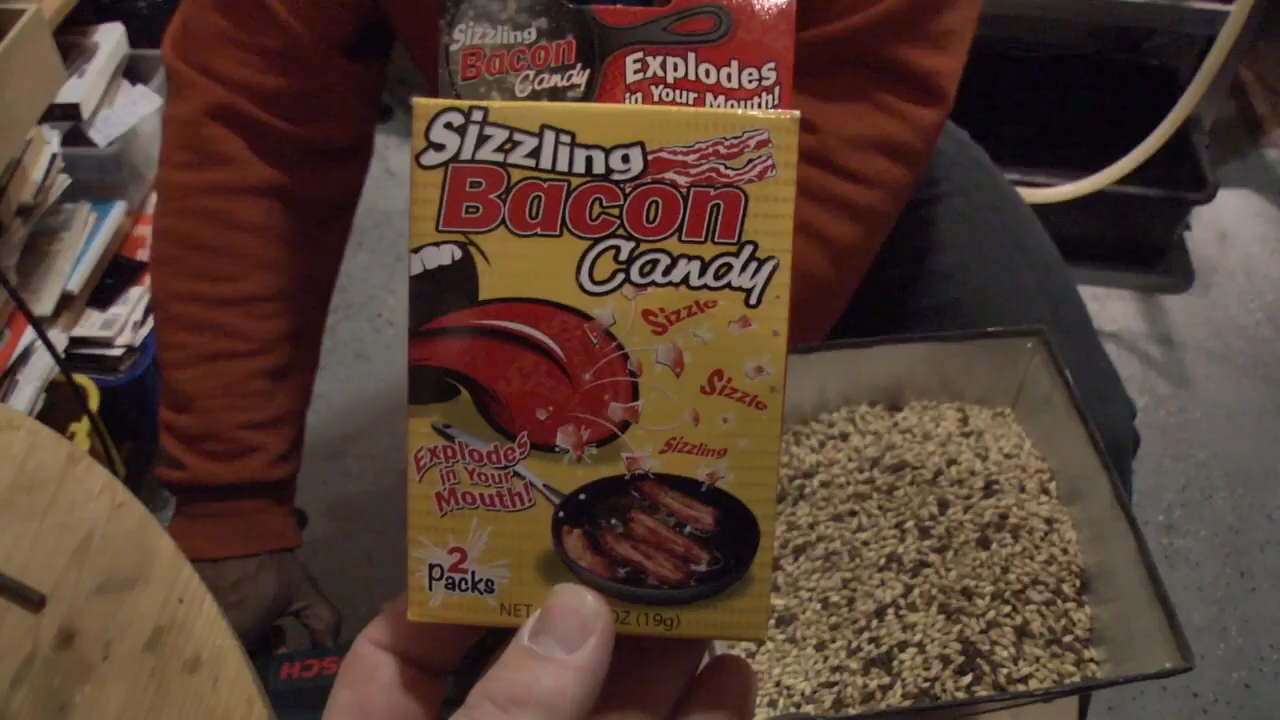 Sizzling
Bacon
Candy
Explodes
in Your Mouth!
Sizzling
Bacon
Candy
Sizzle
Sizzle
Sizzling
Explodes
in Your
Mouth!
2
Packs
NET OZ (19g)